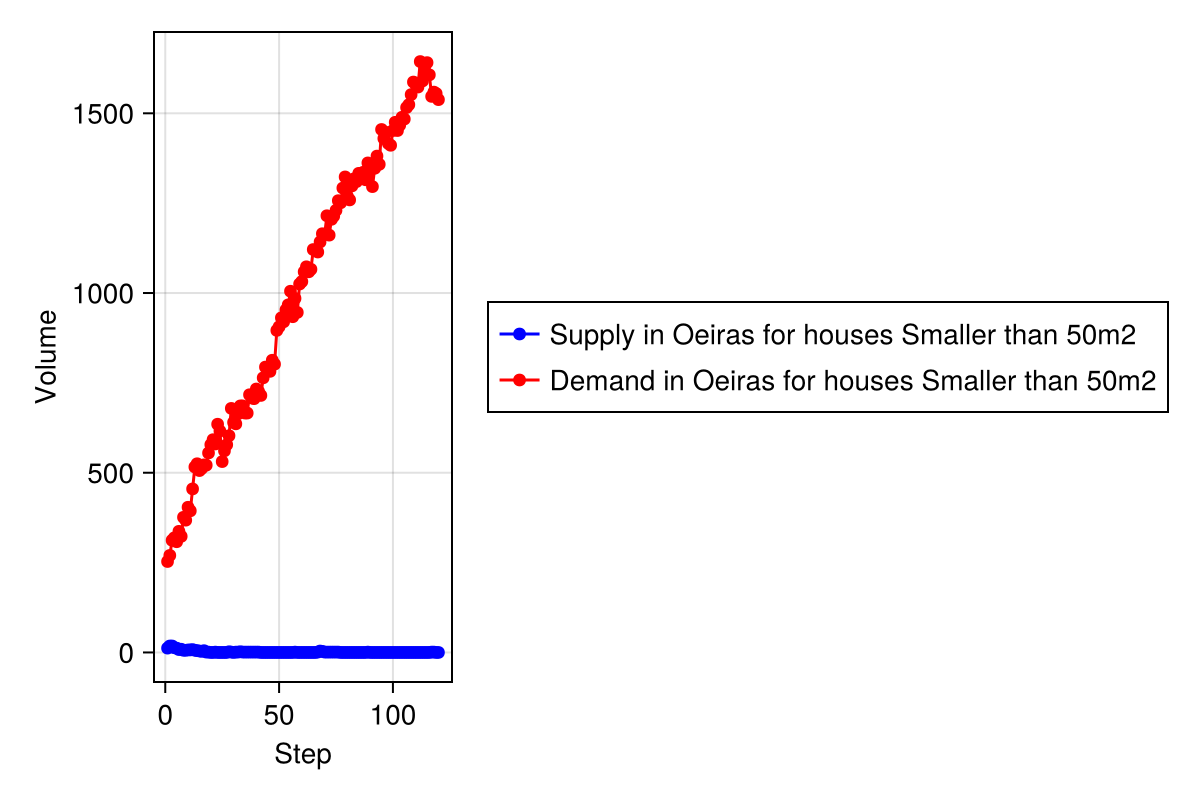 Volume
1500
1000
500
0
0 50 100
Step
Supply in Oeiras for houses Smaller than 50m2
Demand in Oeiras for houses Smaller than 50m2